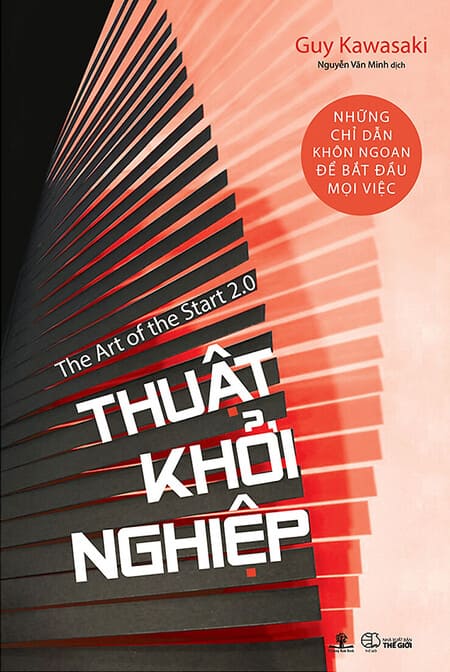 Guy Kawasaki
Nguyễn Văn Minh dịch
NHỮNG
CHỈ DẪN
KHÔN NGOAN
ĐỂ BẮT ĐẦU
MỌI VIỆC
The Art of the Start 2.0
THUẬT
KHỞI
NGHIỆP
NHÀ XUẤT BẢN
THẾ GIỚI